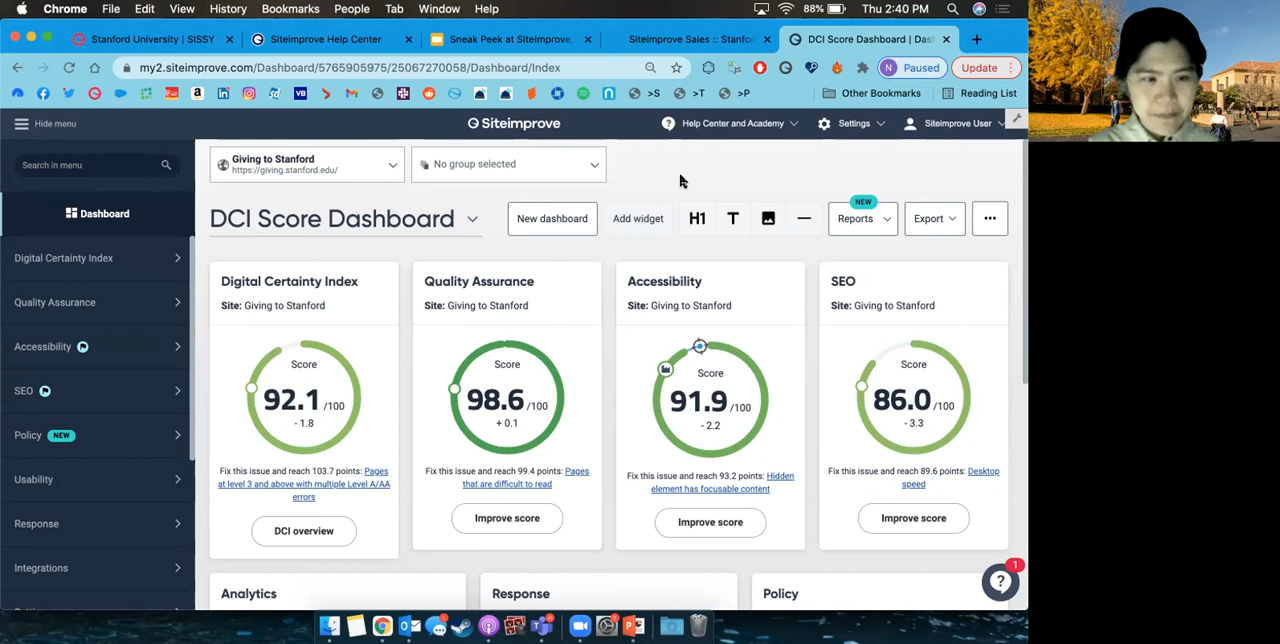 Chrome File Edit View History Bookmarks People Tab Window Help 88% Thu 2:40 PM
Stanford University | SISSY Siteimprove Help Center Sneak Peek at SiteImprove, Siteimprove Sales :: Stanfor DCI Score Dashboard | Das
my2.siteimprove.com/Dashboard/5765905975/25067270058/Dashboard/Index N Paused Update
>S >T >P Other Bookmarks Reading List
Hide menu Siteimprove Help Center and Academy Settings Siteimprove User
Search in menu
Giving to Stanford
https://giving.stanford.edu/
No group selected
Dashboard
DCI Score Dashboard New dashboard Add widget H1 T NEW Reports Export
Digital Certainty Index
Quality Assurance
Accessibility
SEO
Policy NEW
Usability
Response
Integrations
Digital Certainty Index
Site: Giving to Stanford
Score
92.1 /100
- 1.8
Fix this issue and reach 103.7 points: Pages
at level 3 and above with multiple Level A/AA
errors
DCI overview
Quality Assurance
Site: Giving to Stanford
Score
98.6 /100
+ 0.1
Fix this issue and reach 99.4 points: Pages
that are difficult to read
Improve score
Accessibility
Site: Giving to Stanford
Score
91.9 /100
- 2.2
Fix this issue and reach 93.2 points: Hidden
element has focusable content
Improve score
SEO
Site: Giving to Stanford
Score
86.0 /100
- 3.3
Fix this issue and reach 89.6 points: Desktop
speed
Improve score
Analytics Response Policy
1